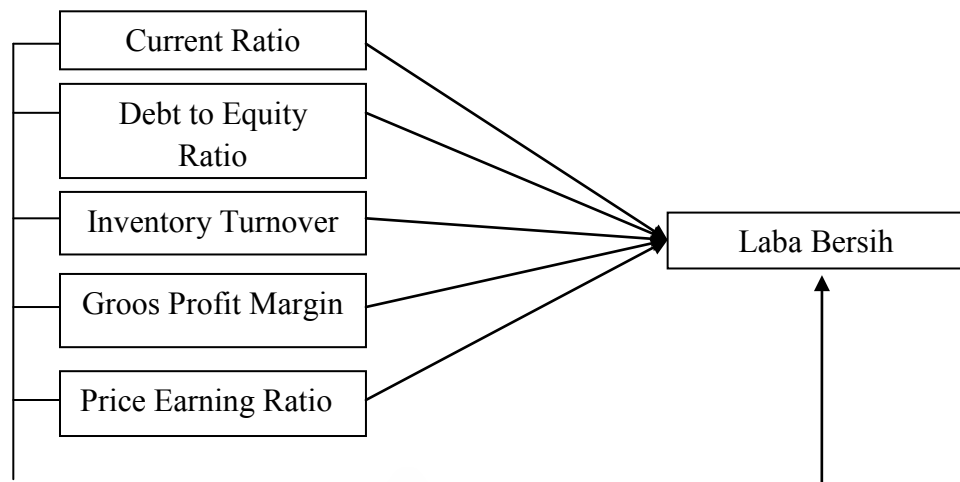 Current Ratio
Debt to Equity
Ratio
Inventory Turnover
Laba Bersih
Groos Profit Margin
Price Earning Ratio